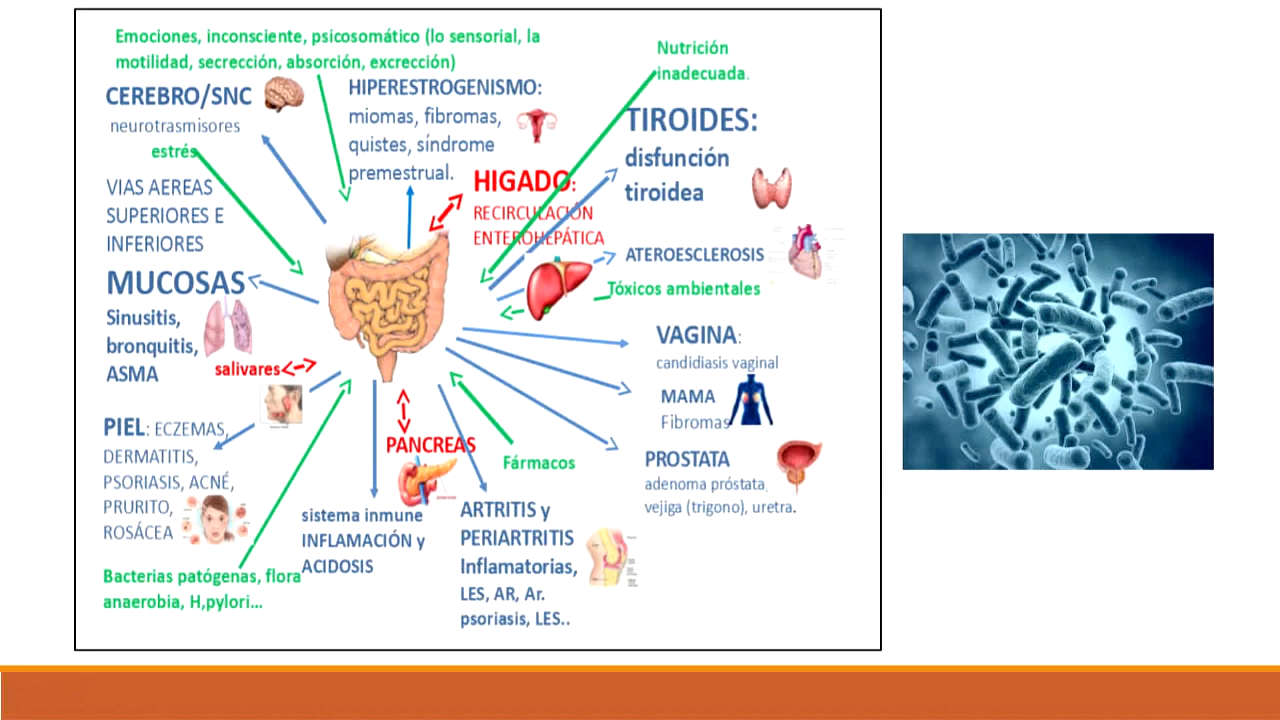 Emociones, inconsciente, psicosomático (lo sensorial, la
motilidad, secrección, absorción, excrección)
Nutrición
inadecuada.
CEREBRO/SNC
neurotrasmisores
estrés
HIPERESTROGENISMO:
miomas, fibromas,
quistes, síndrome
premestrual.
TIROIDES:
disfunción
tiroidea
VIAS AEREAS
SUPERIORES E
INFERIORES
HIGADO:
RECIRCULACIÓN
ENTEROHEPÁTICA
ATEROESCLEROSIS
Tóxicos ambientales
MUCOSAS
Sinusitis,
bronquitis,
ASMA
salivares
VAGINA:
candidiasis vaginal
MAMA
Fibromas
PIEL: ECZEMAS,
DERMATITIS,
PSORIASIS, ACNÉ,
PRURITO,
ROSÁCEA
PANCREAS
Fármacos
PROSTATA
adenoma próstata,
vejiga (trigono), uretra.
sistema inmune
INFLAMACIÓN y
ACIDOSIS
ARTRITIS y
PERIARTRITIS
Inflamatorias,
LES, AR, Ar.
psoriasis, LES..
Bacterias patógenas, flora
anaerobia, H,pylori...